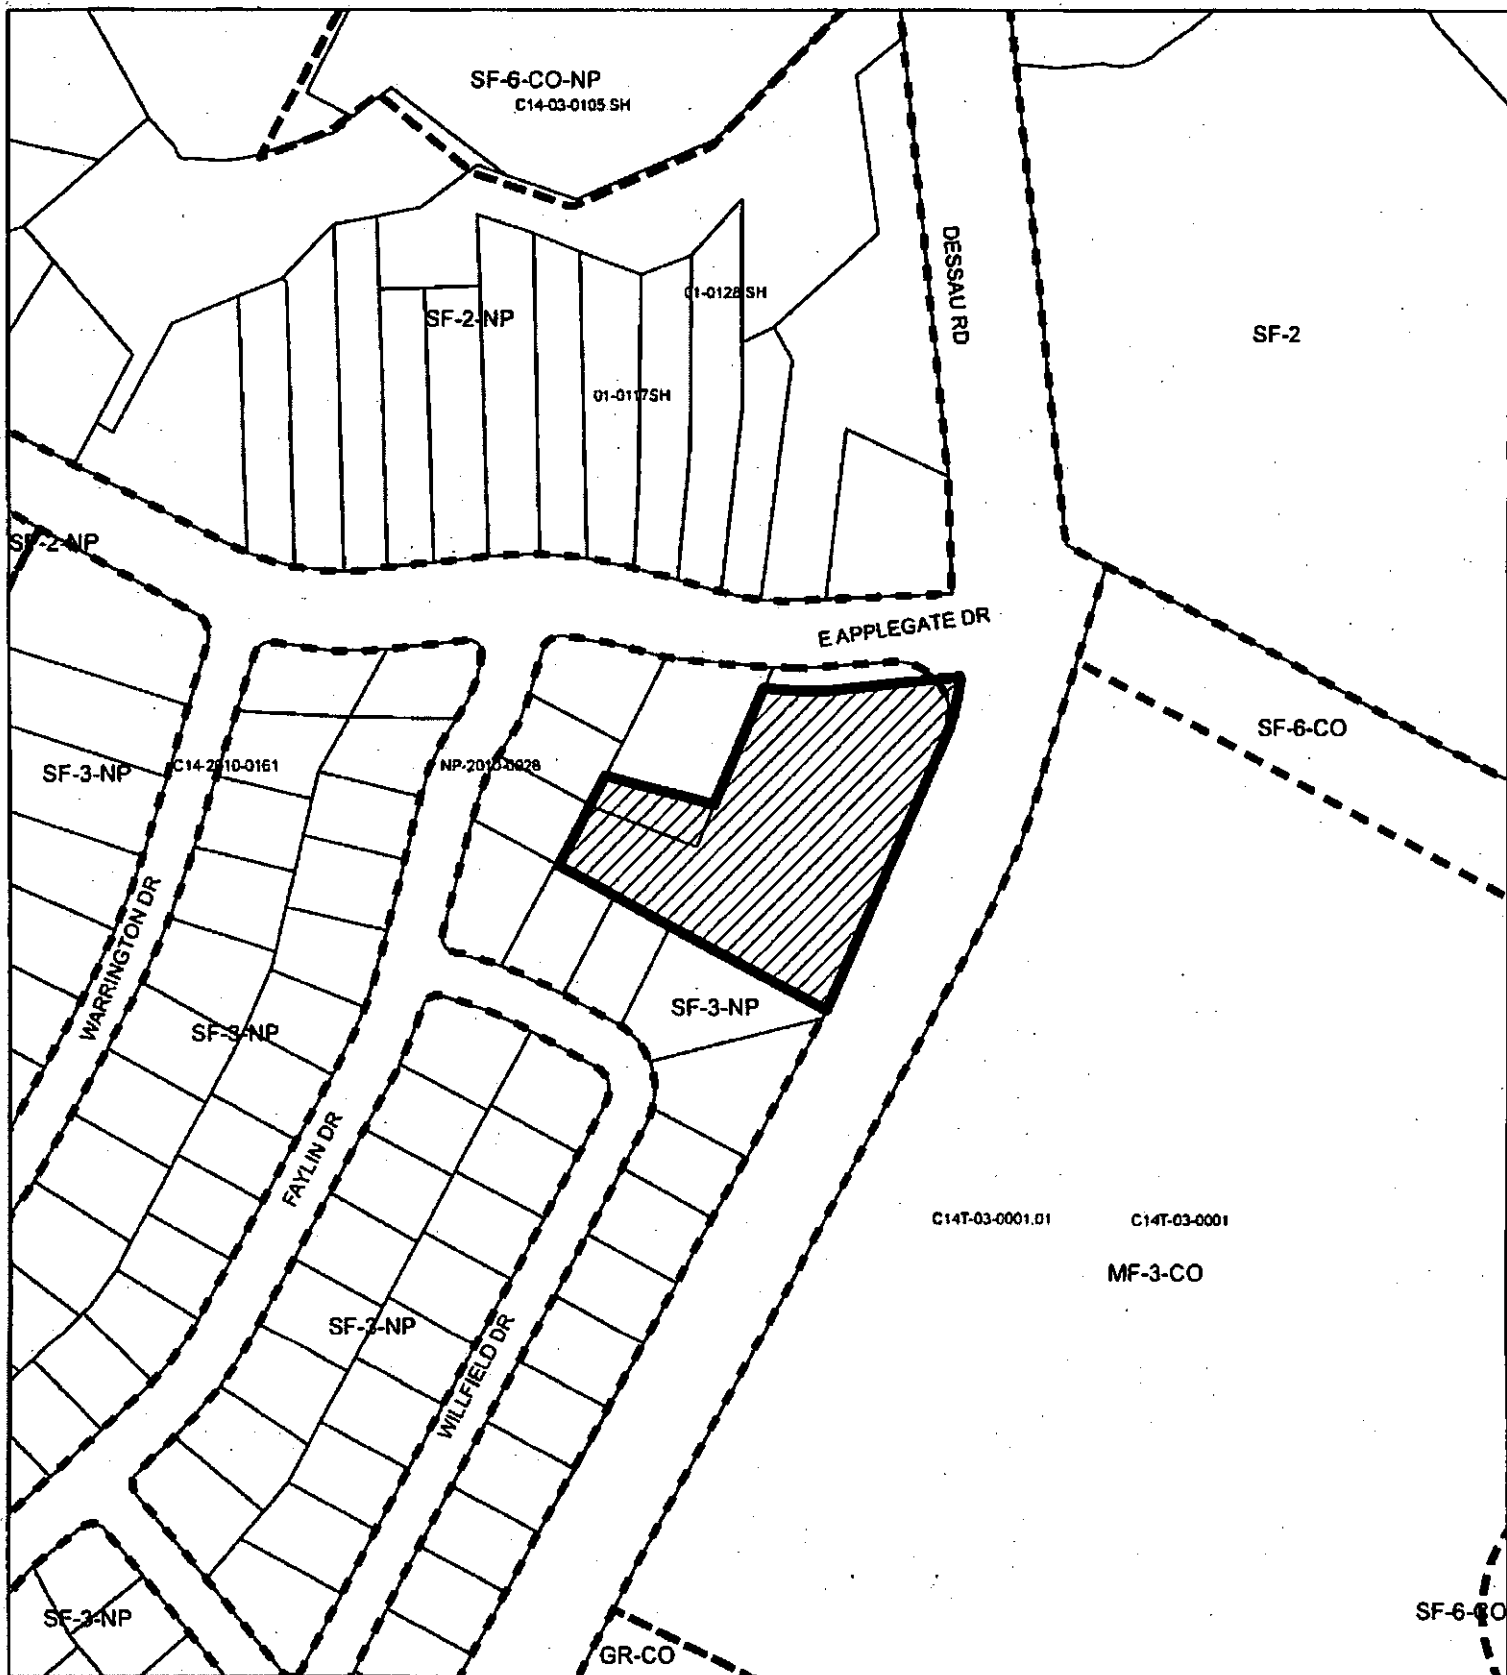 SF-6-CO-NP
C14-03-0105.SH
DESSAU RD
01-0128 SH
SF-2-NP
SF-2
01-0117SH
SF-2-NP
E APPLEGATE DR
SF-6-CO
SF-3-NP
C14-2010-0161
NP-2010-0028
WARRINGTON DR
SF-3-NP
SF-3-NP
FAYLIN DR
C14T-03-0001.01
C14T-03-0001
MF-3-CO
SF-3-NP
WILLFIELD DR
SF-3-NP
SF-6-CO
GR-CO